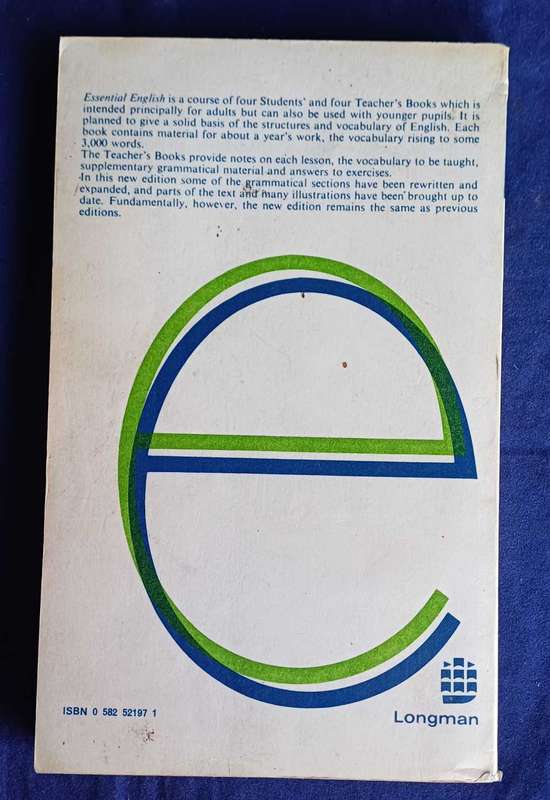 Essential English is a course of four Students' and four Teacher's Books which is
intended principally for adults but can also be used with younger pupils. It is
planned to give a solid basis of the structures and vocabulary of English. Each
book contains material for about a year's work, the vocabulary rising to some
3,000 words.
The Teacher's Books provide notes on each lesson, the vocabulary to be taught,
supplementary grammatical material and answers to exercises.
In this new edition some of the grammatical sections have been rewritten and
expanded, and parts of the text and many illustrations have been brought up to
date. Fundamentally, however, the new edition remains the same as previous
editions.
e
ISBN 0 582 52197 1
Longman